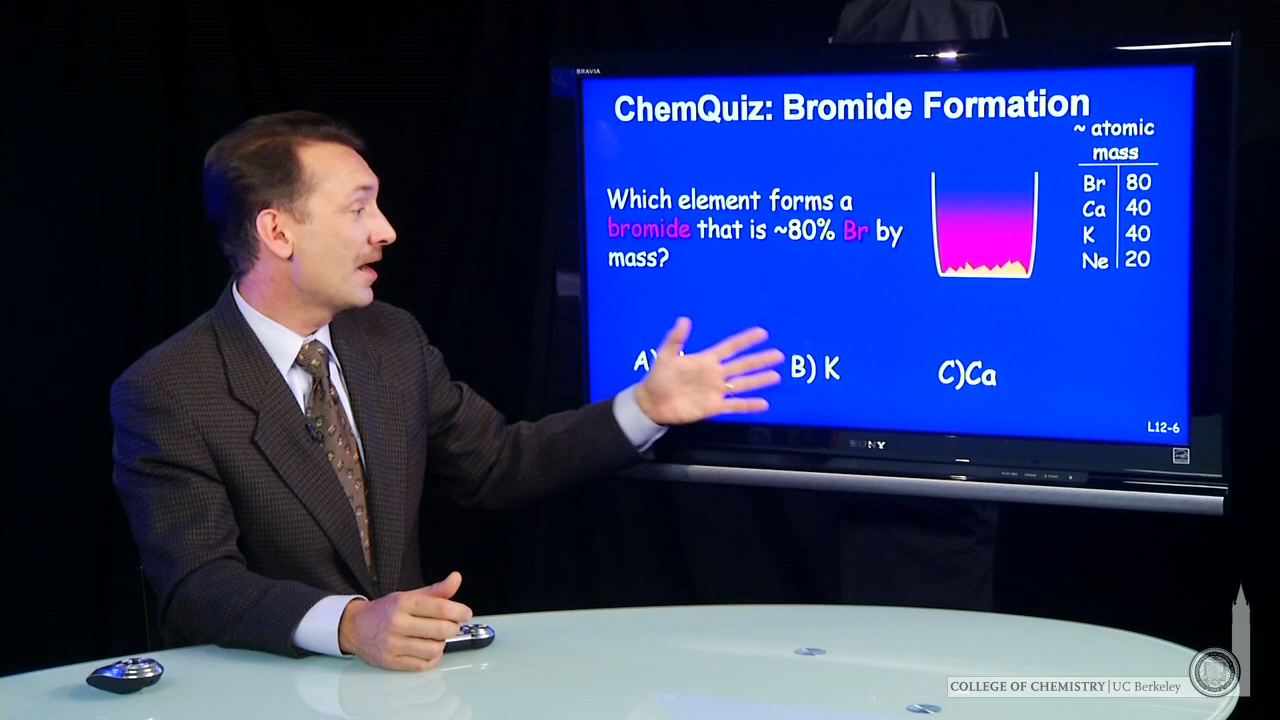 BRAVIA
ChemQuiz: Bromide Formation
~ atomic
mass
Br 80
Ca 40
K 40
Ne 20
Which element forms a
bromide that is ~80% Br by
mass?
A)
B) K
C)Ca
L12-6
SONY
COLLEGE OF CHEMISTRY | UC Berkeley